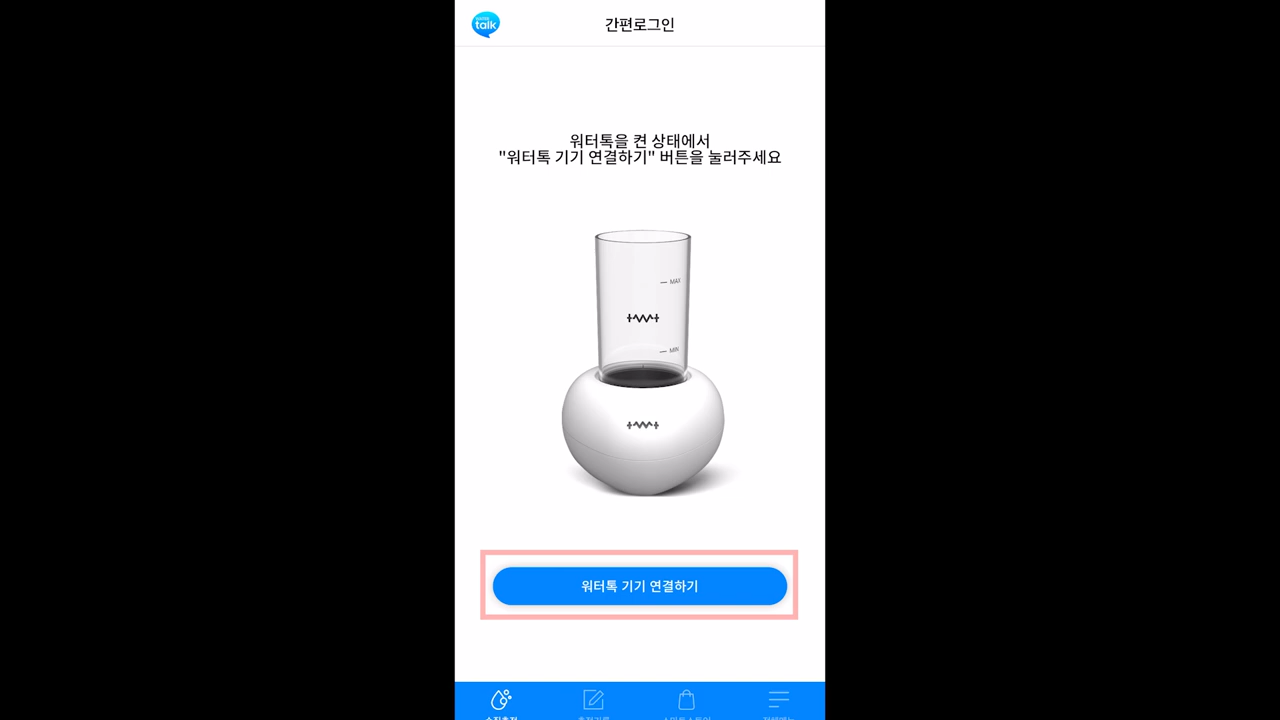 WATER
talk
간편로그인
워터톡을 켠 상태에서
"워터톡 기기 연결하기" 버튼을 눌러주세요
MAX
MIN
워터톡 기기 연결하기